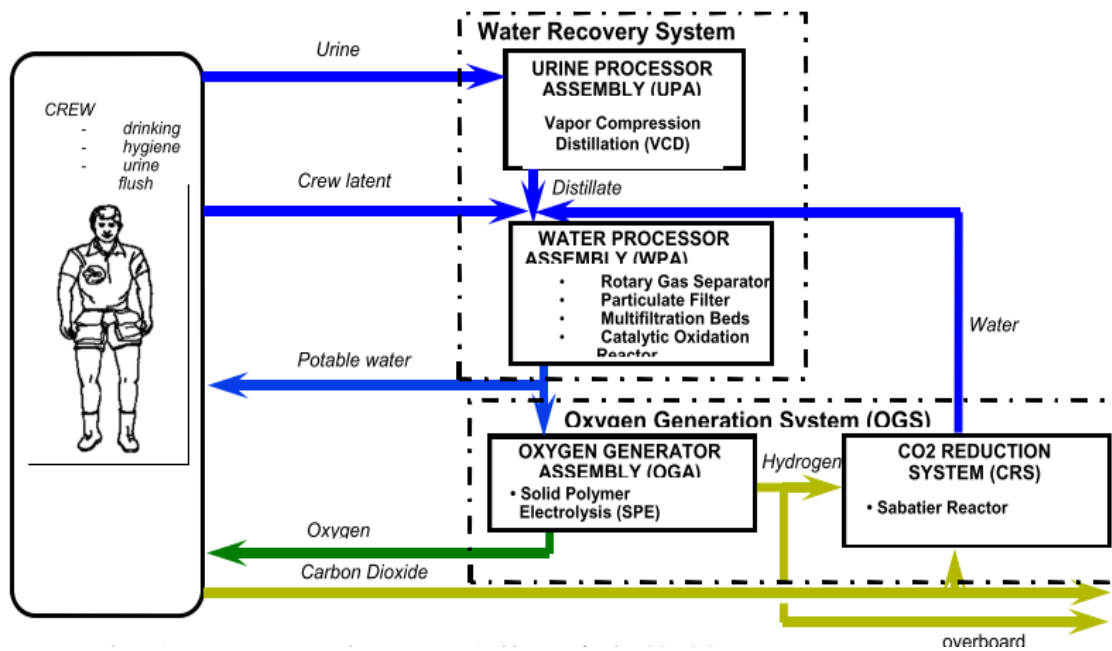 Water Recovery System
Urine
URINE PROCESSOR
ASSEMBLY (UPA)
Vapor Compression
Distillation (VCD)
CREW
- drinking
- hygiene
- urine
flush
Crew latent
Distillate
WATER PROCESSOR
ASSEMBLY (WPA)
• Rotary Gas Separator
• Particulate Filter
• Multifiltration Beds
• Catalytic Oxidation
Reactor
Water
Potable water
Oxygen Generation System (OGS)
OXYGEN GENERATOR
ASSEMBLY (OGA)
• Solid Polymer
Electrolysis (SPE)
Hydrogen
CO2 REDUCTION
SYSTEM (CRS)
• Sabatier Reactor
Oxygen
Carbon Dioxide
overboard